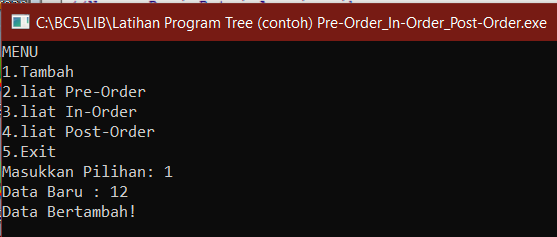 C:\BC5\LIB\Latihan Program Tree (contoh) Pre-Order_In-Order_Post-Order.exe
MENU
1.Tambah
2.liat Pre-Order
3.liat In-Order
4.liat Post-Order
5.Exit
Masukkan Pilihan: 1
Data Baru : 12
Data Bertambah!